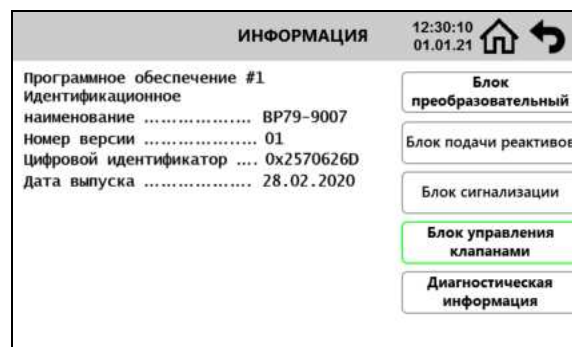 ИНФОРМАЦИЯ
12:30:10
01.01.21
Программное обеспечение #1
Идентификационное
наименование .................. ВР79-9007
Номер версии .................... 01
Цифровой идентификатор .... 0x2570626D
Дата выпуска .................. 28.02.2020
Блок
преобразовательный
Блок подачи реактивов
Блок сигнализации
Блок управления
клапанами
Диагностическая
информация